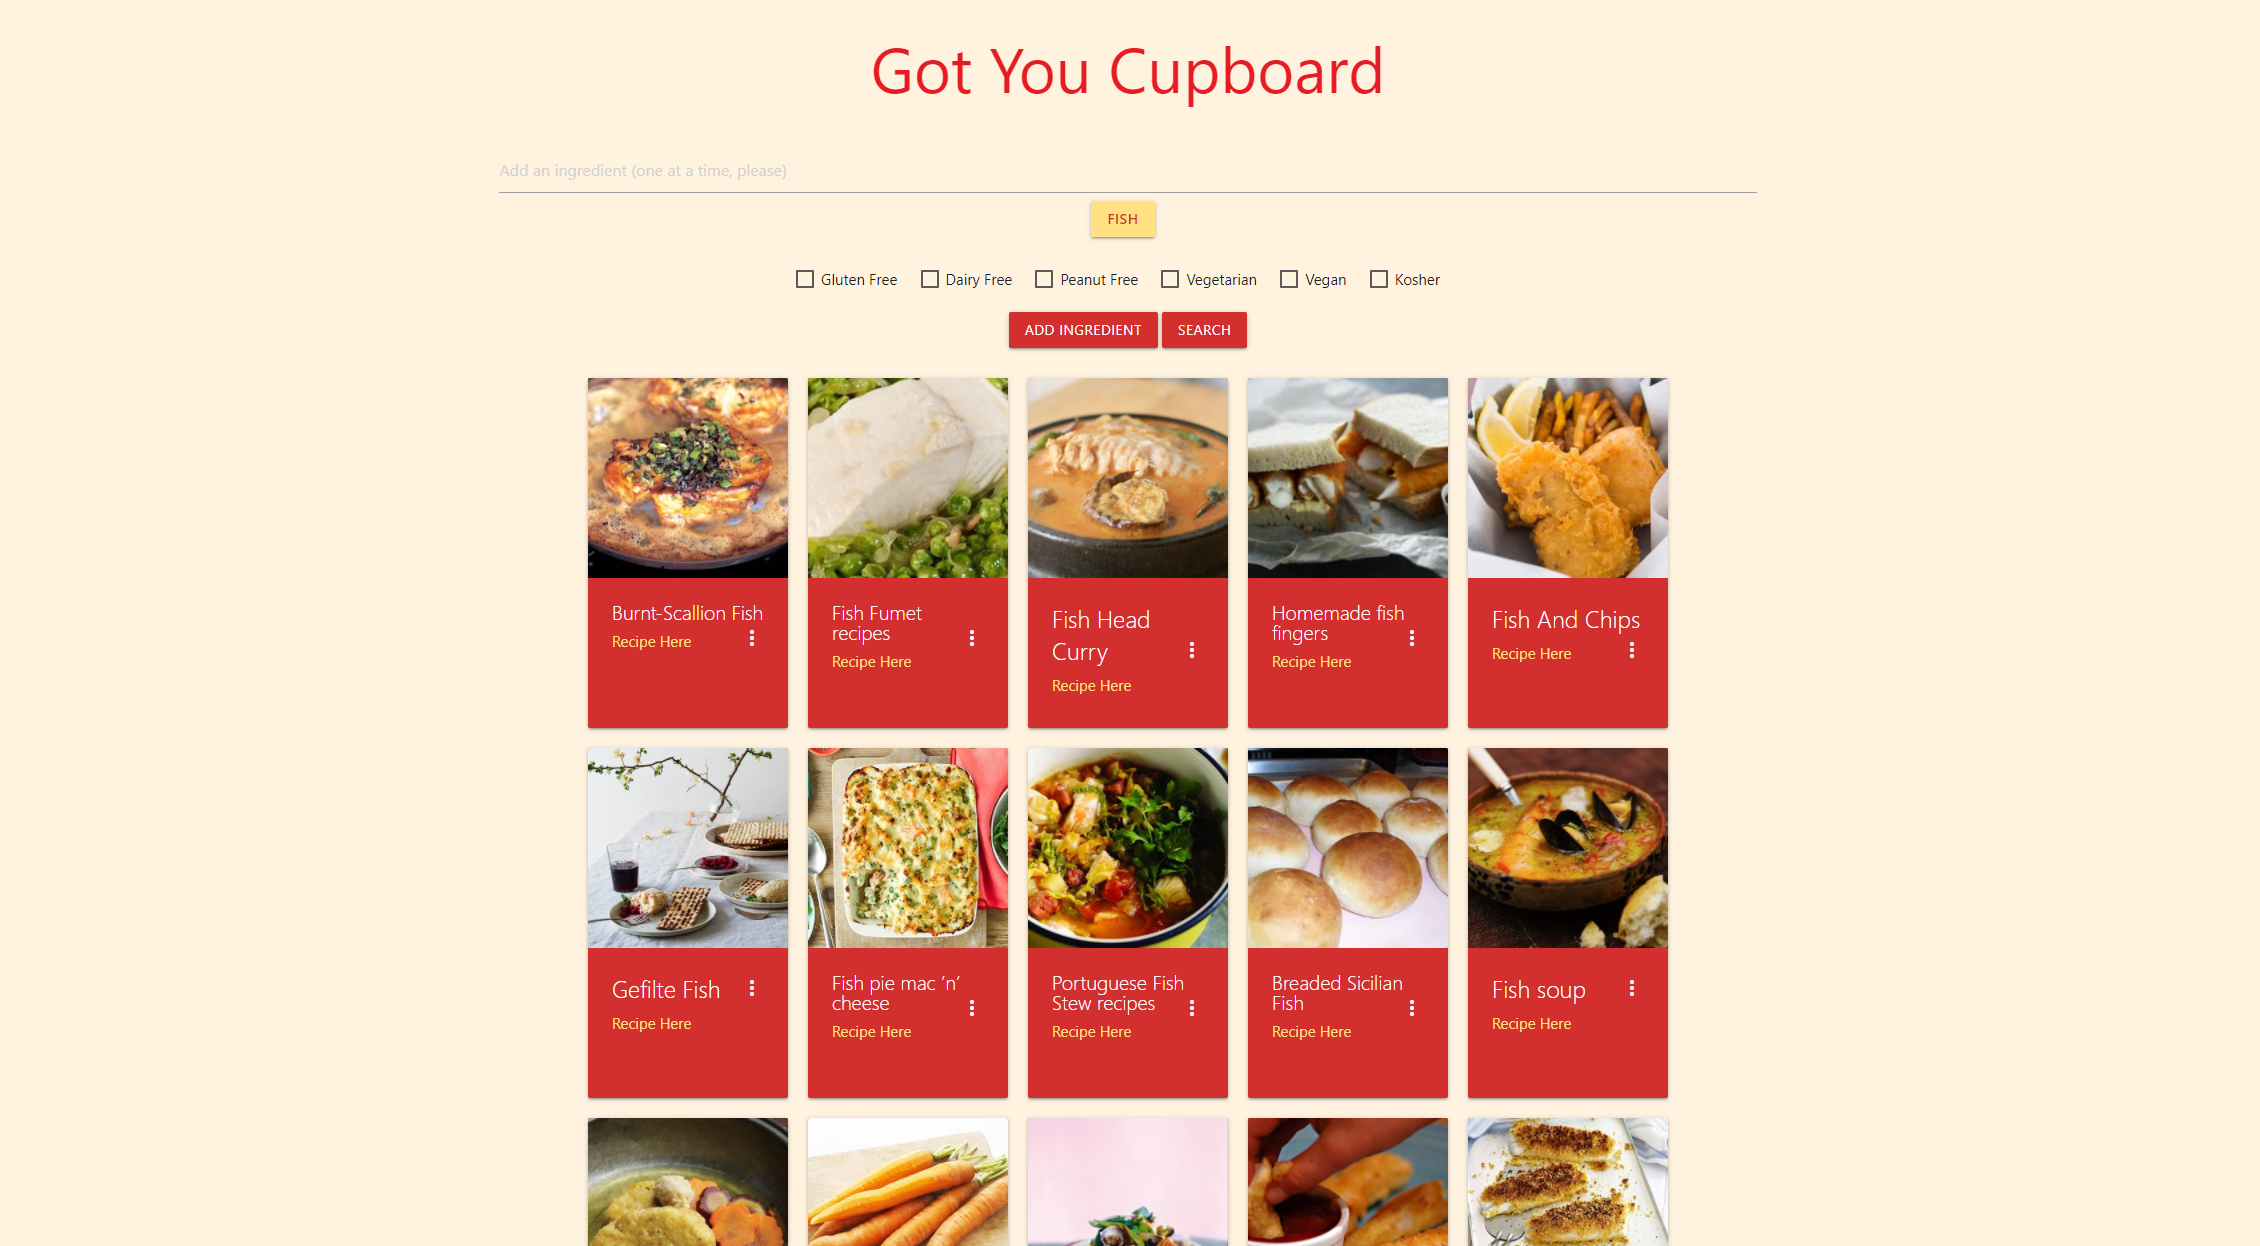 Got You Cupboard
Add an ingredient (one at a time, please)
FISH
Gluten Free Dairy Free Peanut Free Vegetarian Vegan Kosher
ADD INGREDIENT SEARCH
Burnt-Scallion Fish
Recipe Here
Fish Fumet
recipes
Recipe Here
Fish Head
Curry
Recipe Here
Homemade fish
fingers
Recipe Here
Fish And Chips
Recipe Here
Gefilte Fish
Recipe Here
Fish pie mac ‘n’
cheese
Recipe Here
Portuguese Fish
Stew recipes
Recipe Here
Breaded Sicilian
Fish
Recipe Here
Fish soup
Recipe Here